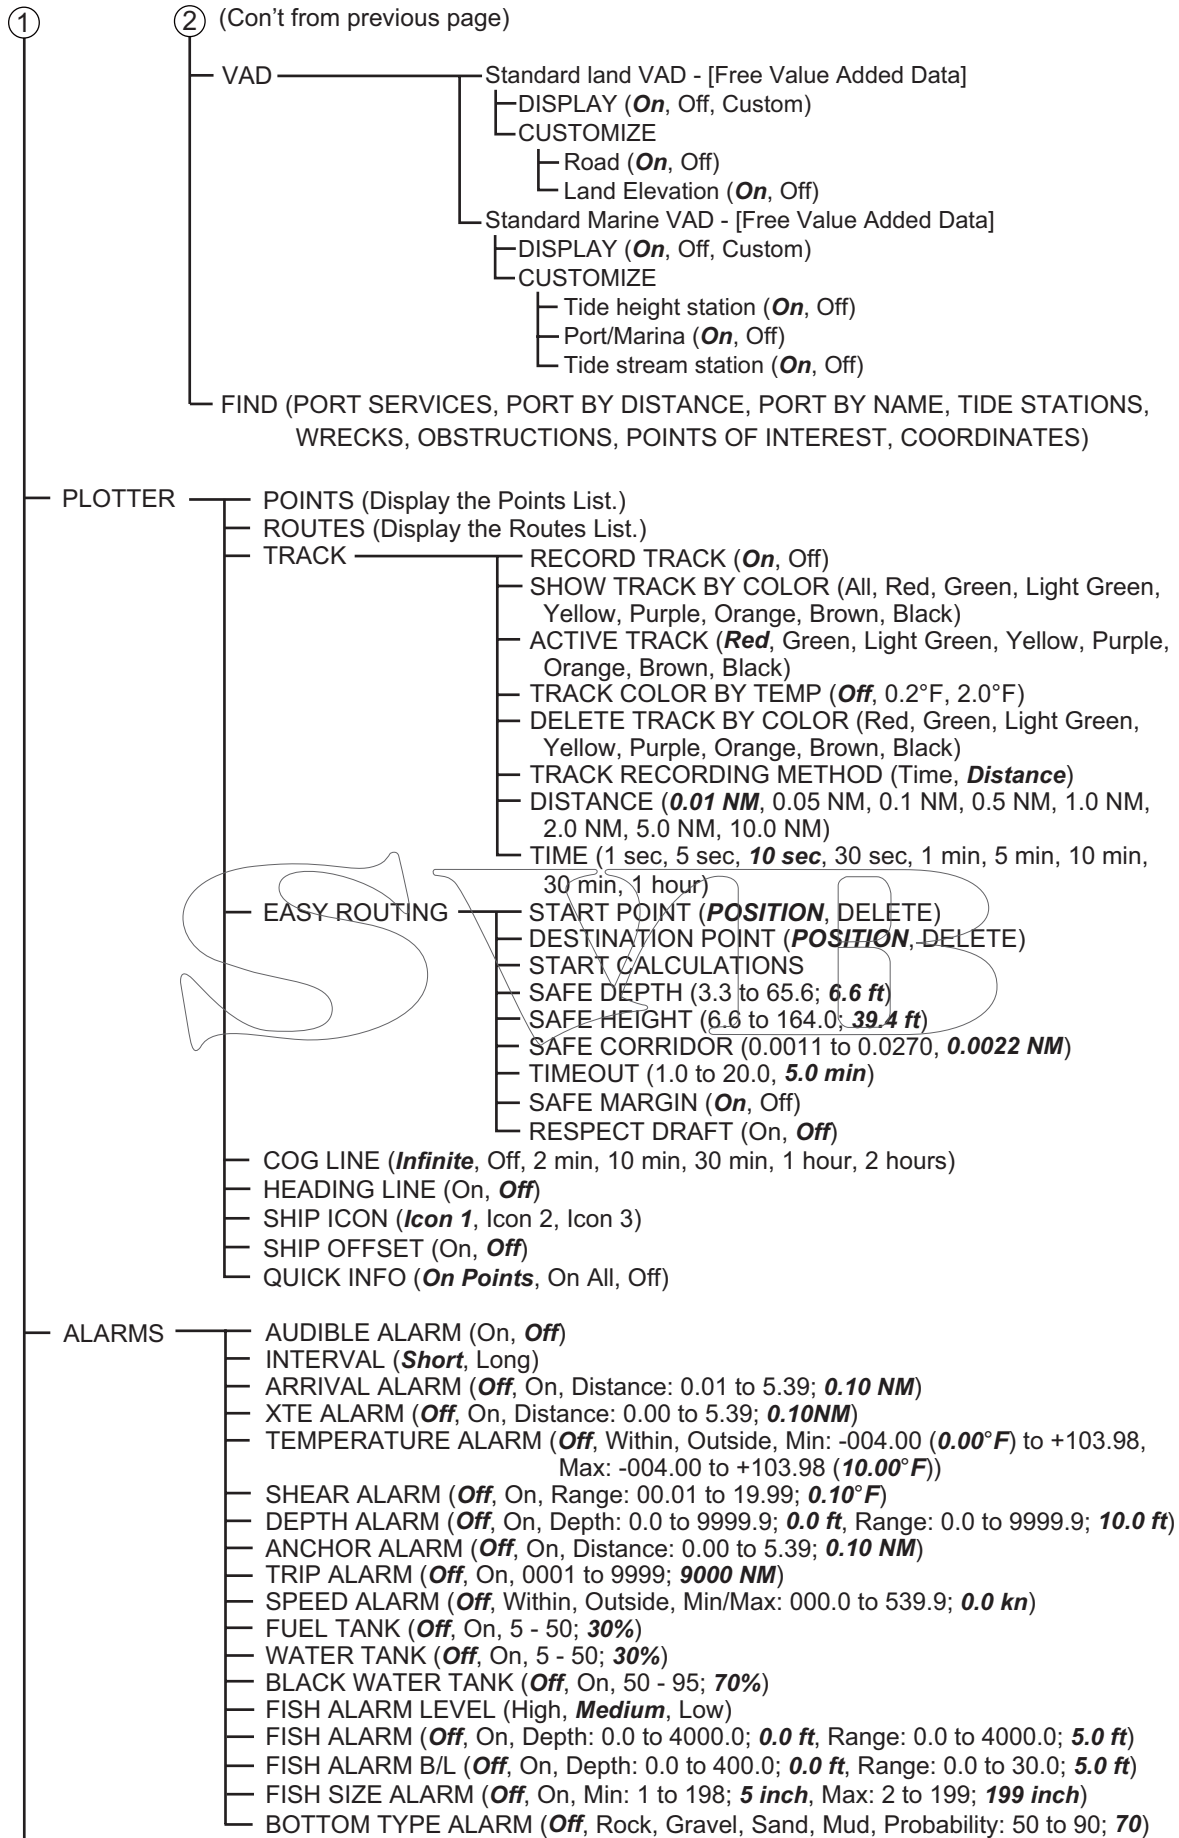 1
2 (Con't from previous page)
VAD
Standard land VAD - [Free Value Added Data]
DISPLAY (On, Off, Custom)
CUSTOMIZE
Road (On, Off)
Land Elevation (On, Off)
Standard Marine VAD - [Free Value Added Data]
DISPLAY (On, Off, Custom)
CUSTOMIZE
Tide height station (On, Off)
Port/Marina (On, Off)
Tide stream station (On, Off)
FIND (PORT SERVICES, PORT BY DISTANCE, PORT BY NAME, TIDE STATIONS,
WRECKS, OBSTRUCTIONS, POINTS OF INTEREST, COORDINATES)
PLOTTER
POINTS (Display the Points List.)
ROUTES (Display the Routes List.)
TRACK
RECORD TRACK (On, Off)
SHOW TRACK BY COLOR (All, Red, Green, Light Green,
Yellow, Purple, Orange, Brown, Black)
ACTIVE TRACK (Red, Green, Light Green, Yellow, Purple,
Orange, Brown, Black)
TRACK COLOR BY TEMP (Off, 0.2°F, 2.0°F)
DELETE TRACK BY COLOR (Red, Green, Light Green,
Yellow, Purple, Orange, Brown, Black)
TRACK RECORDING METHOD (Time, Distance)
DISTANCE (0.01 NM, 0.05 NM, 0.1 NM, 0.5 NM, 1.0 NM,
2.0 NM, 5.0 NM, 10.0 NM)
TIME (1 sec, 5 sec, 10 sec, 30 sec, 1 min, 5 min, 10 min,
30 min, 1 hour)
EASY ROUTING
START POINT (POSITION, DELETE)
DESTINATION POINT (POSITION, DELETE)
START CALCULATIONS
SAFE DEPTH (3.3 to 65.6; 6.6 ft)
SAFE HEIGHT (6.6 to 164.0; 39.4 ft)
SAFE CORRIDOR (0.0011 to 0.0270, 0.0022 NM)
TIMEOUT (1.0 to 20.0, 5.0 min)
SAFE MARGIN (On, Off)
RESPECT DRAFT (On, Off)
SVB
COG LINE (Infinite, Off, 2 min, 10 min, 30 min, 1 hour, 2 hours)
HEADING LINE (On, Off)
SHIP ICON (Icon 1, Icon 2, Icon 3)
SHIP OFFSET (On, Off)
QUICK INFO (On Points, On All, Off)
ALARMS
AUDIBLE ALARM (On, Off)
INTERVAL (Short, Long)
ARRIVAL ALARM (Off, On, Distance: 0.01 to 5.39; 0.10 NM)
XTE ALARM (Off, On, Distance: 0.00 to 5.39; 0.10NM)
TEMPERATURE ALARM (Off, Within, Outside, Min: -004.00 (0.00°F) to +103.98,
Max: -004.00 to +103.98 (10.00°F))
SHEAR ALARM (Off, On, Range: 00.01 to 19.99; 0.10°F)
DEPTH ALARM (Off, On, Depth: 0.0 to 9999.9; 0.0 ft, Range: 0.0 to 9999.9; 10.0 ft)
ANCHOR ALARM (Off, On, Distance: 0.00 to 5.39; 0.10 NM)
TRIP ALARM (Off, On, 0001 to 9999; 9000 NM)
SPEED ALARM (Off, Within, Outside, Min/Max: 000.0 to 539.9; 0.0 kn)
FUEL TANK (Off, On, 5 - 50; 30%)
WATER TANK (Off, On, 5 - 50; 30%)
BLACK WATER TANK (Off, On, 50 - 95; 70%)
FISH ALARM LEVEL (High, Medium, Low)
FISH ALARM (Off, On, Depth: 0.0 to 4000.0; 0.0 ft, Range: 0.0 to 4000.0; 5.0 ft)
FISH ALARM B/L (Off, On, Depth: 0.0 to 400.0; 0.0 ft, Range: 0.0 to 30.0; 5.0 ft)
FISH SIZE ALARM (Off, On, Min: 1 to 198; 5 inch, Max: 2 to 199; 199 inch)
BOTTOM TYPE ALARM (Off, Rock, Gravel, Sand, Mud, Probability: 50 to 90; 70)